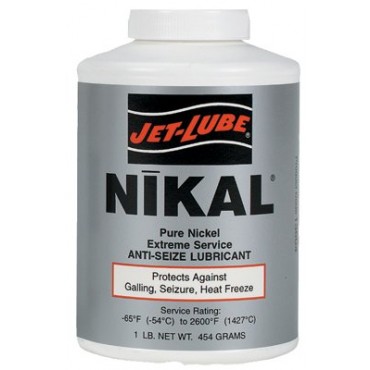 JET-LUBE®
NĪKAL®
Pure Nickel
Extreme Service
ANTI-SEIZE LUBRICANT
Protects Against
Galling, Seizure, Heat Freeze
Service Rating:
-65°F (-54°C) to 2600°F (1427°C)
1 LB. NET WT. 454 GRAMS